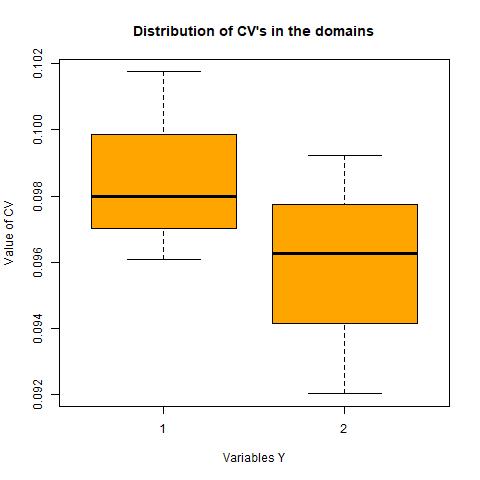 Distribution of CV's in the domains
Value of CV
0.102
0.100
0.098
0.096
0.094
0.092
1 2
Variables Y